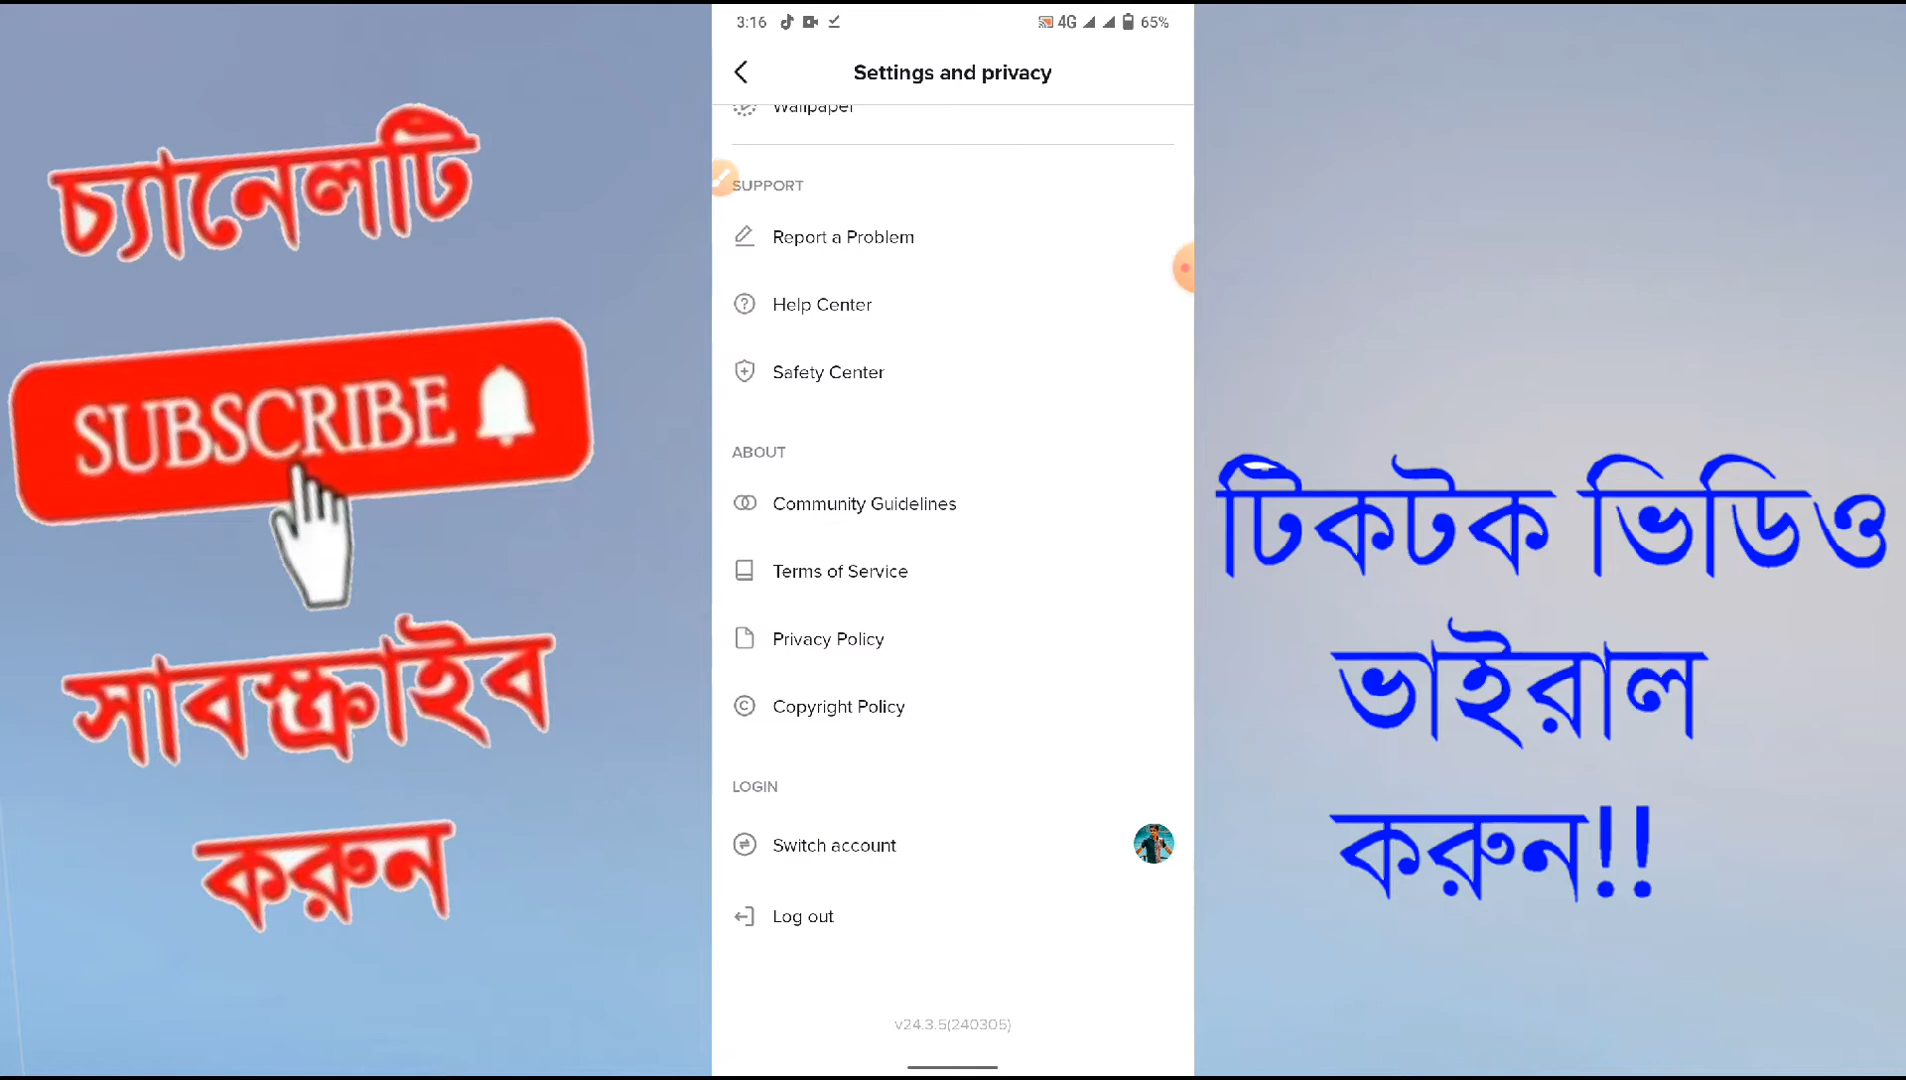 চ্যানেলটি
SUBSCRIBE
সাবস্ক্রাইব
করুন
3:16
4G
65%
Settings and privacy
Wallpaper
SUPPORT
Report a Problem
Help Center
Safety Center
ABOUT
Community Guidelines
Terms of Service
Privacy Policy
Copyright Policy
LOGIN
Switch account
Log out
v24.3.5(240305)
টিকটক ভিডিও
ভাইরাল
করুন!!